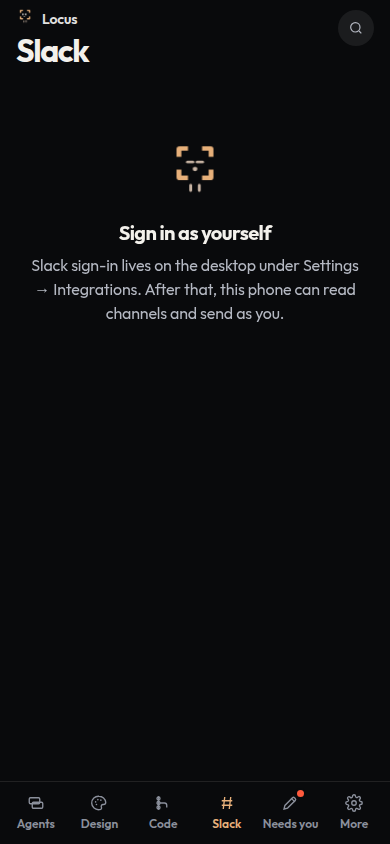 Locus
Slack
Sign in as yourself
Slack sign-in lives on the desktop under Settings
→ Integrations. After that, this phone can read
channels and send as you.
Agents Design Code Slack Needs you More